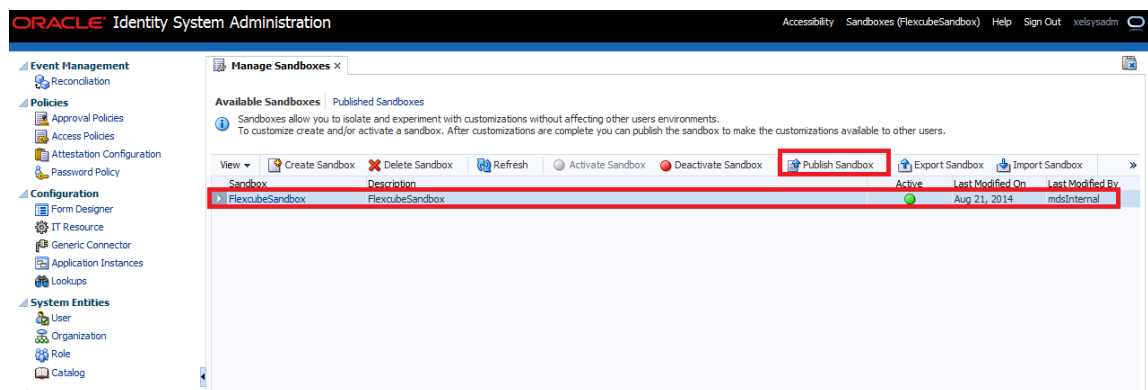 ORACLE Identity System Administration
Accessibility Sandboxes (FlexcubeSandbox) Help Sign Out xelsysadm
Event Management
Reconciliation
Policies
Approval Policies
Access Policies
Attestation Configuration
Password Policy
Configuration
Form Designer
IT Resource
Generic Connector
Application Instances
Lookups
System Entities
User
Organization
Role
Catalog
Manage Sandboxes ×
Available Sandboxes Published Sandboxes
Sandboxes allow you to isolate and experiment with customizations without affecting other users environments.
To customize create and/or activate a sandbox. After customizations are complete you can publish the sandbox to make the customizations available to other users.
View Create Sandbox Delete Sandbox Refresh Activate Sandbox Deactivate Sandbox Publish Sandbox Export Sandbox Import Sandbox »
Sandbox Description Active Last Modified On Last Modified By
FlexcubeSandbox FlexcubeSandbox Aug 21, 2014 mdsInternal